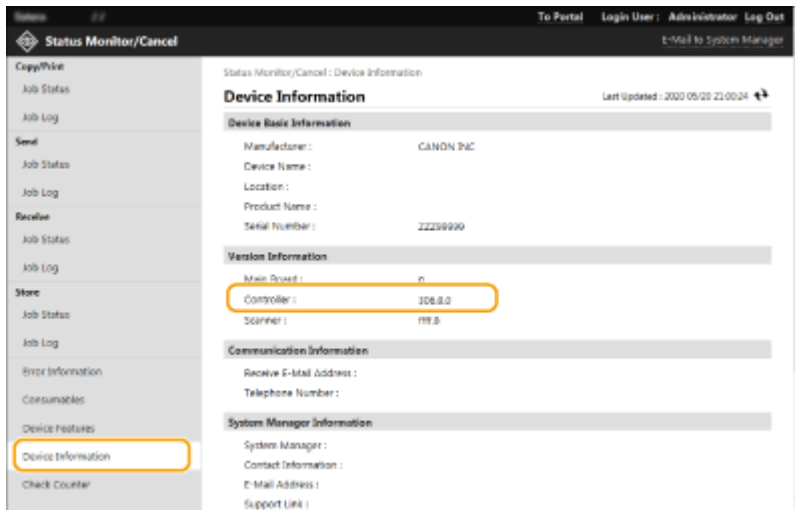 To Portal Login User : Administrator Log Out
Status Monitor/Cancel
E-Mail to System Manager
Copy/Print
Job Status
Job Log
Send
Job Status
Job Log
Receive
Job Status
Job Log
Store
Job Status
Job Log
Error Information
Consumables
Device Features
Device Information
Check Counter
Status Monitor/Cancel : Device Information
Device Information
Last Updated : 2020 05/20 21:00:24
Device Basic Information
Manufacturer : CANON INC
Device Name :
Location :
Product Name :
Serial Number :
Version Information
Main Board :
Controller :
Scanner :
Communication Information
Receive E-Mail Address :
Telephone Number :
System Manager Information
System Manager :
Contact Information :
E-Mail Address :
Support Link :